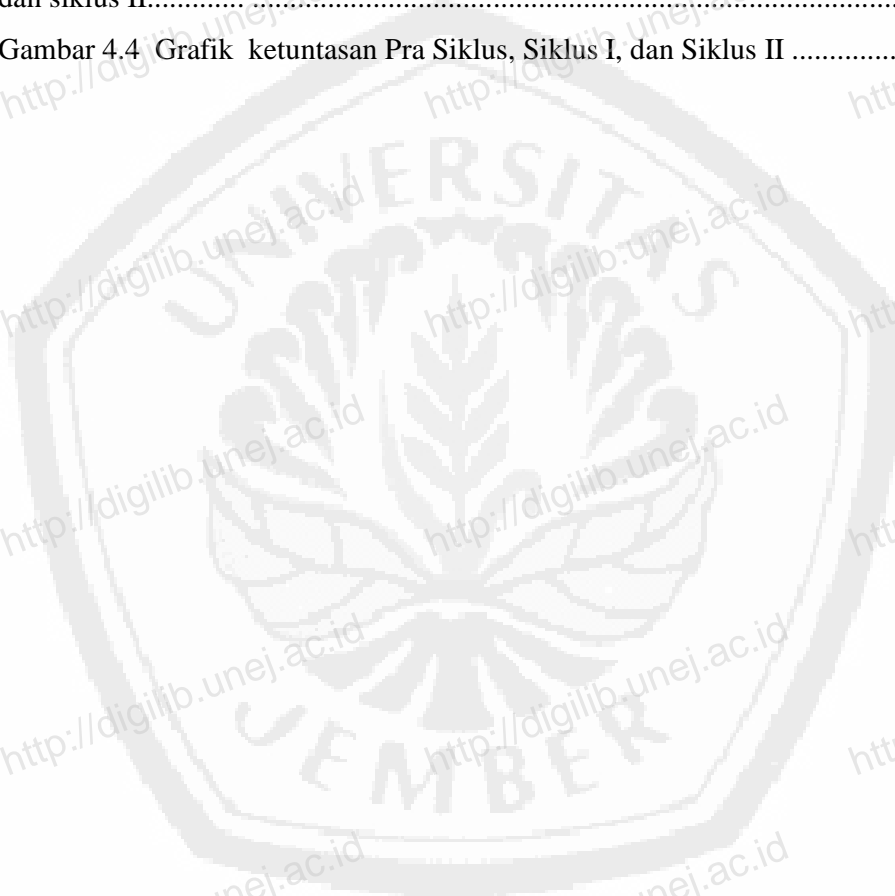 dan siklus II............. ..........................................................................................
Gambar 4.4 Grafik ketuntasan Pra Siklus, Siklus I, dan Siklus II ..............
http://digilib.unej.ac.id
http://digilib.unej.ac.id
UNIVERSITAS
http://digilib.unej.ac.id
http://digilib.unej.ac.id
http://digilib.unej.ac.id
http://digilib.unej.ac.id
http://digilib.unej.ac.id
http://digilib.unej.ac.id
JEMBER
unej.ac.id
unej.ac.id